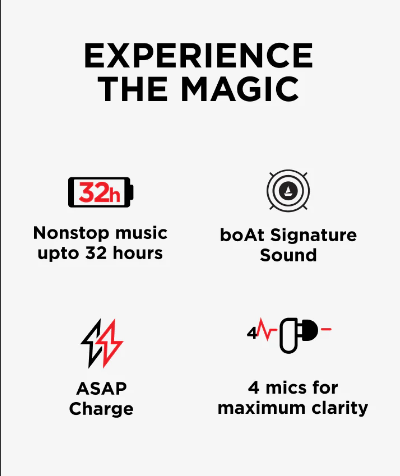 EXPERIENCE
THE MAGIC
32h
Nonstop music
upto 32 hours
boAt Signature
Sound
ASAP
Charge
4
4 mics for
maximum clarity